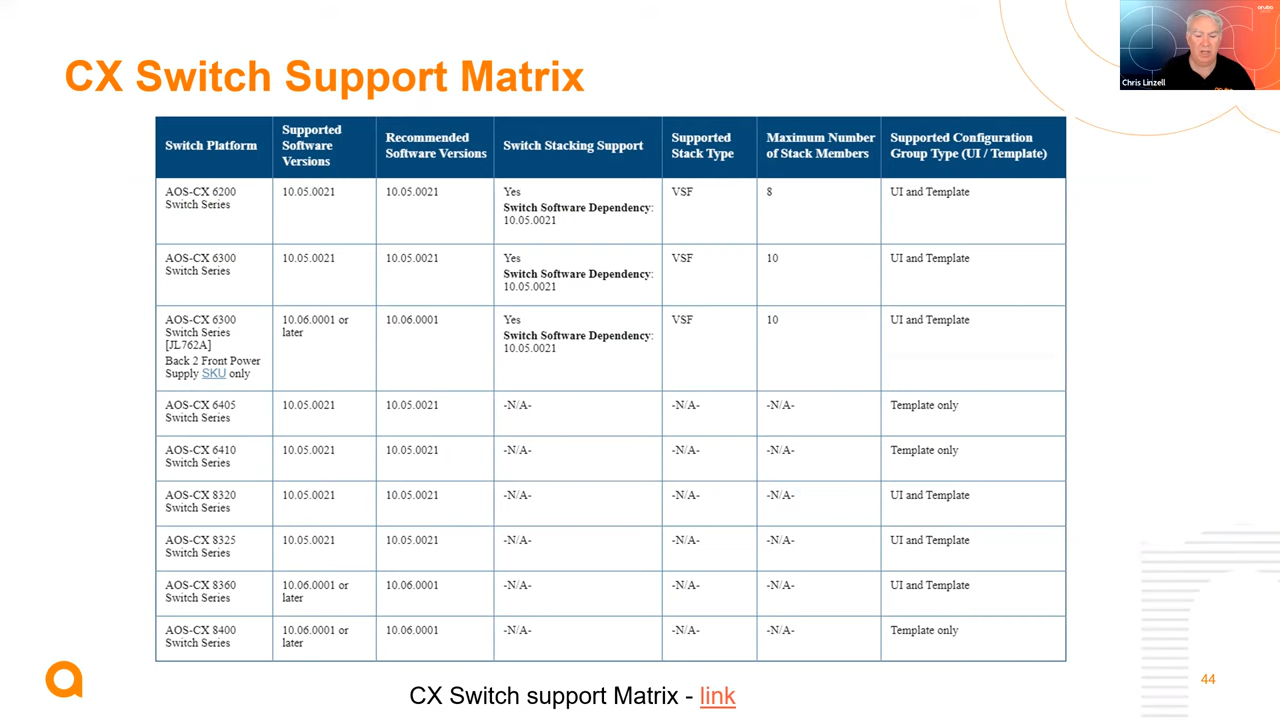 aruba
Chris Linzell
CX Switch Support Matrix
Switch Platform
Supported
Software
Versions
Recommended
Software Versions
Switch Stacking Support
Supported
Stack Type
Maximum Number
of Stack Members
Supported Configuration
Group Type (UI / Template)
AOS-CX 6200
Switch Series
10.05.0021
10.05.0021
Yes
Switch Software Dependency:
10.05.0021
VSF
8
UI and Template
AOS-CX 6300
Switch Series
10.05.0021
10.05.0021
Yes
Switch Software Dependency:
10.05.0021
VSF
10
UI and Template
AOS-CX 6300
Switch Series
[JL762A]
Back 2 Front Power
Supply SKU only
10.06.0001 or
later
10.06.0001
Yes
Switch Software Dependency:
10.05.0021
VSF
10
UI and Template
AOS-CX 6405
Switch Series
10.05.0021
10.05.0021
-N/A-
-N/A-
-N/A-
Template only
AOS-CX 6410
Switch Series
10.05.0021
10.05.0021
-N/A-
-N/A-
-N/A-
Template only
AOS-CX 8320
Switch Series
10.05.0021
10.05.0021
-N/A-
-N/A-
-N/A-
UI and Template
AOS-CX 8325
Switch Series
10.05.0021
10.05.0021
-N/A-
-N/A-
-N/A-
UI and Template
AOS-CX 8360
Switch Series
10.06.0001 or
later
10.06.0001
-N/A-
-N/A-
-N/A-
UI and Template
AOS-CX 8400
Switch Series
10.06.0001 or
later
10.06.0001
-N/A-
-N/A-
-N/A-
Template only
CX Switch support Matrix - link
44